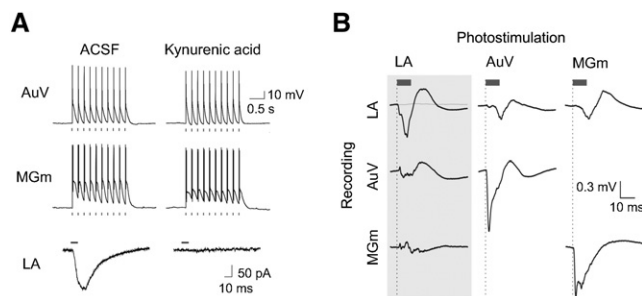 A
ACSF
Kynurenic acid
AuV
10 mV
0.5 s
MGm
LA
50 pA
10 ms
B
Photostimulation
LA
AuV
MGm
Recording
LA
AuV
MGm
0.3 mV
10 ms